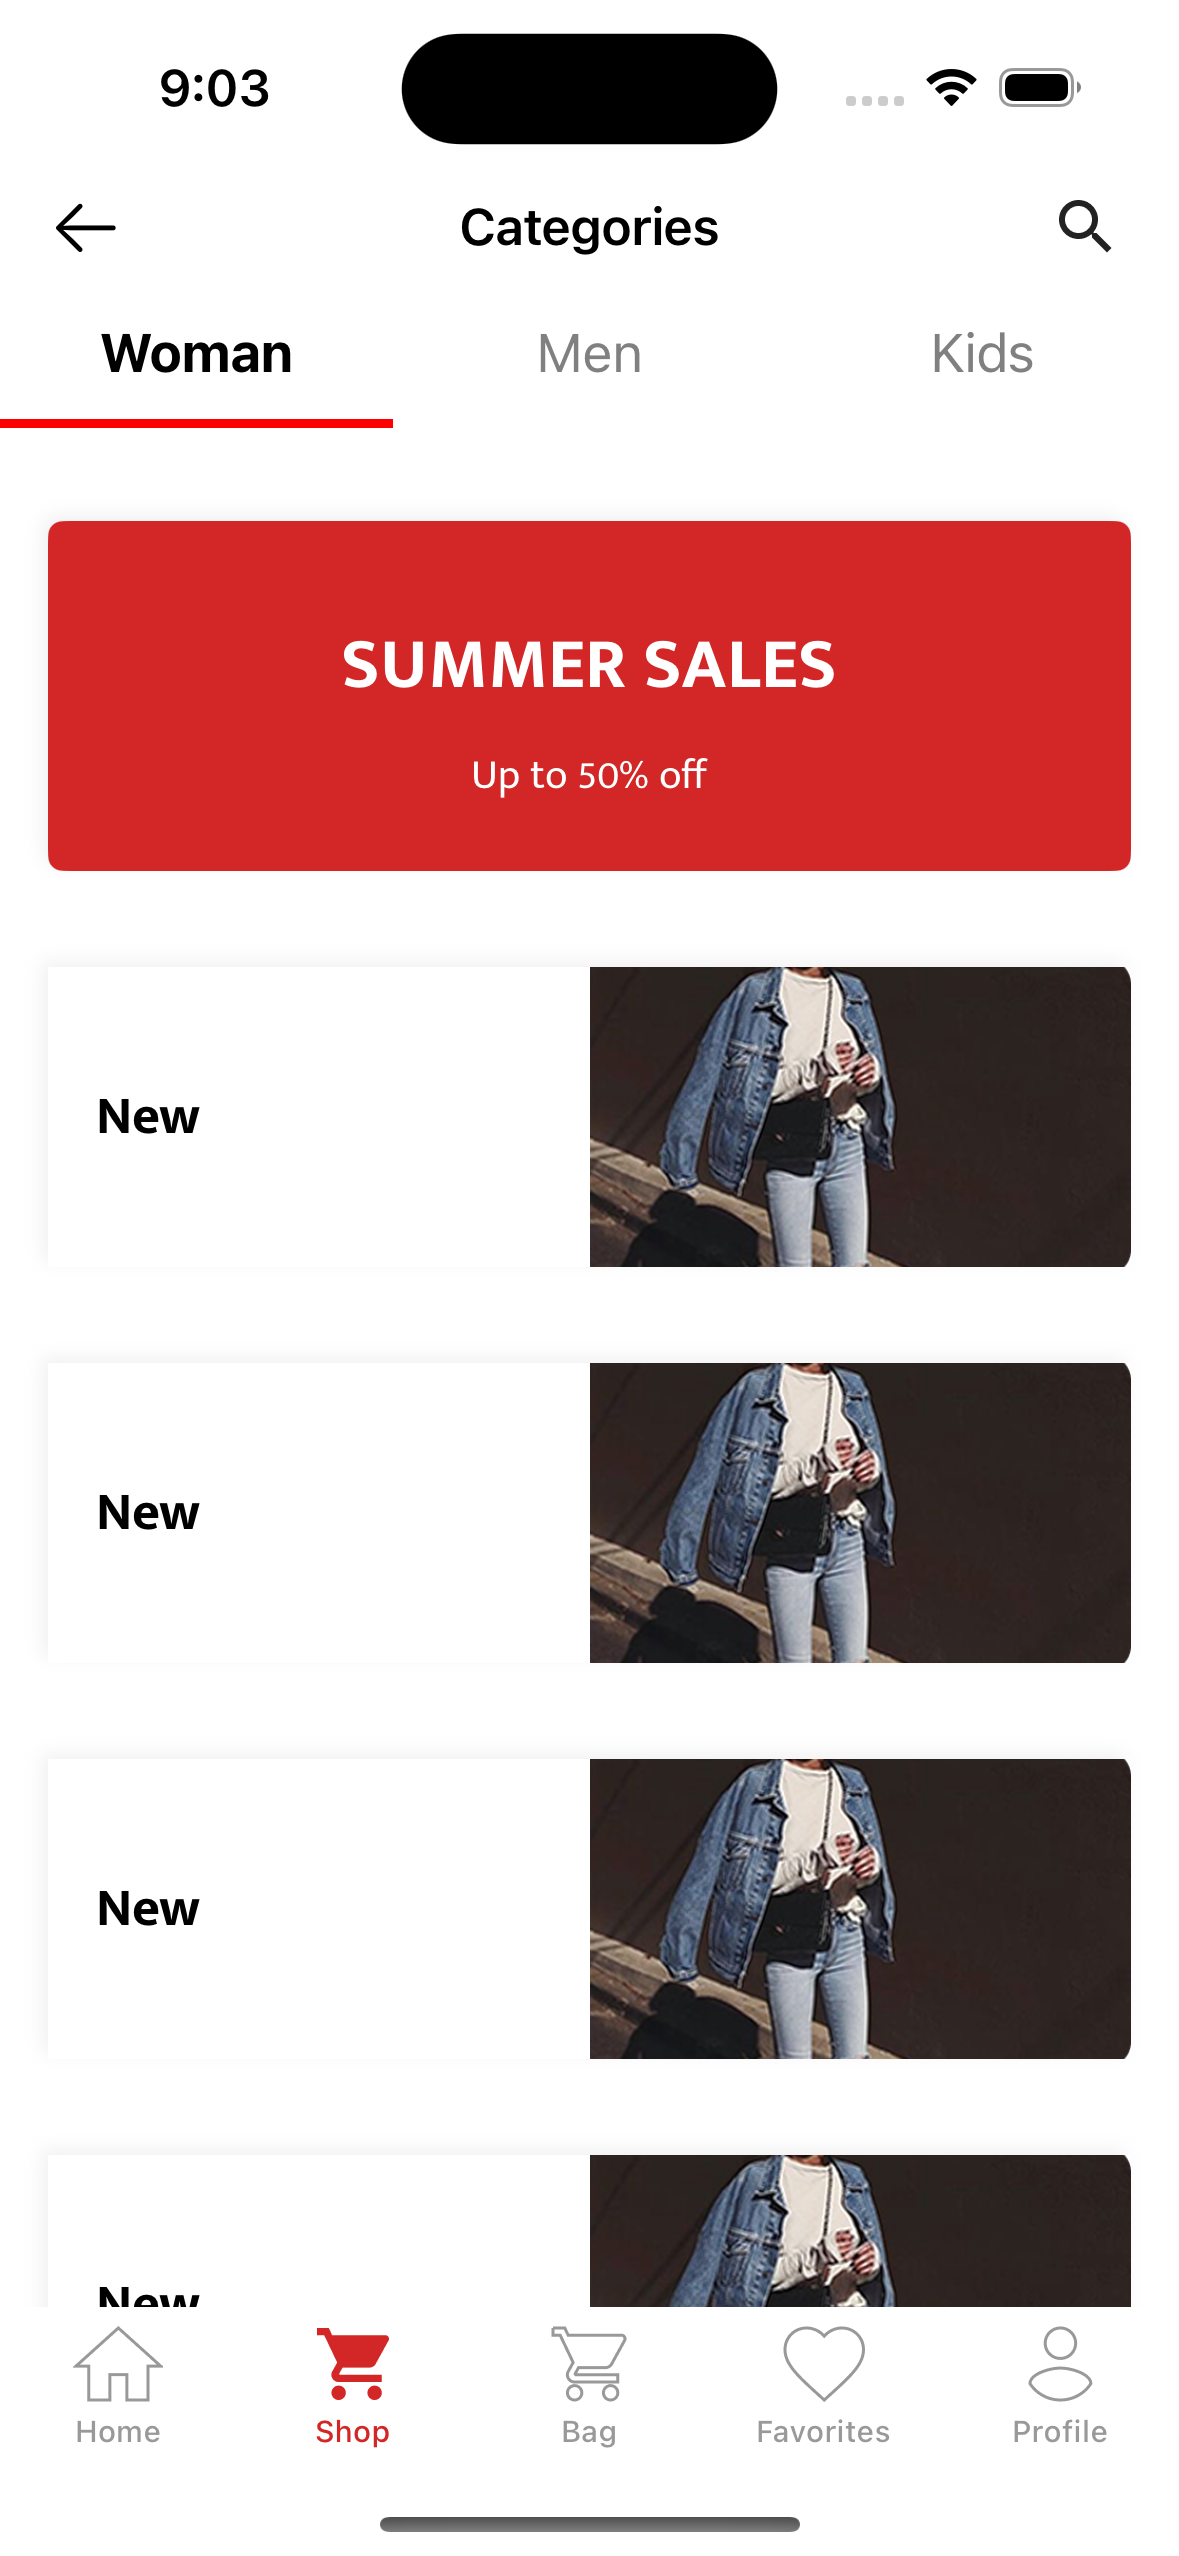 9:03
Categories
Woman Men Kids
SUMMER SALES
Up to 50% off
New
New
New
New
Home Shop Bag Favorites Profile